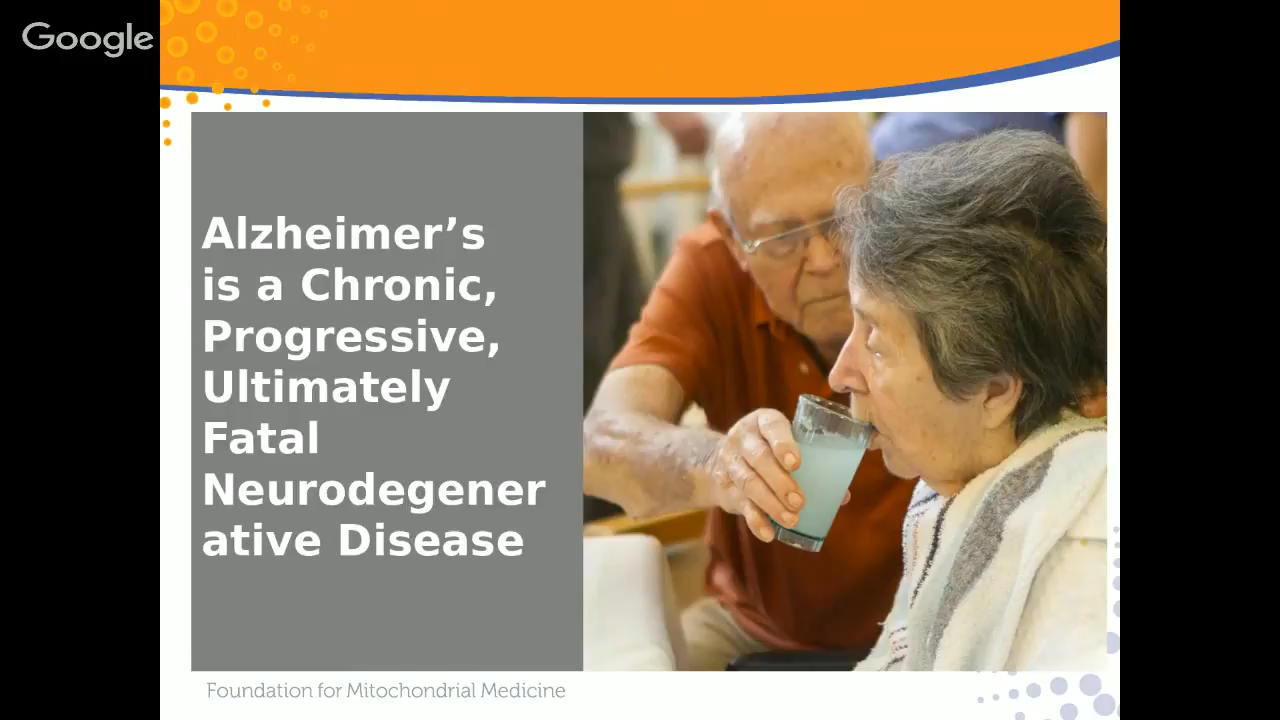 Google
Alzheimer’s
is a Chronic,
Progressive,
Ultimately
Fatal
Neurodegener
ative Disease
Foundation for Mitochondrial Medicine